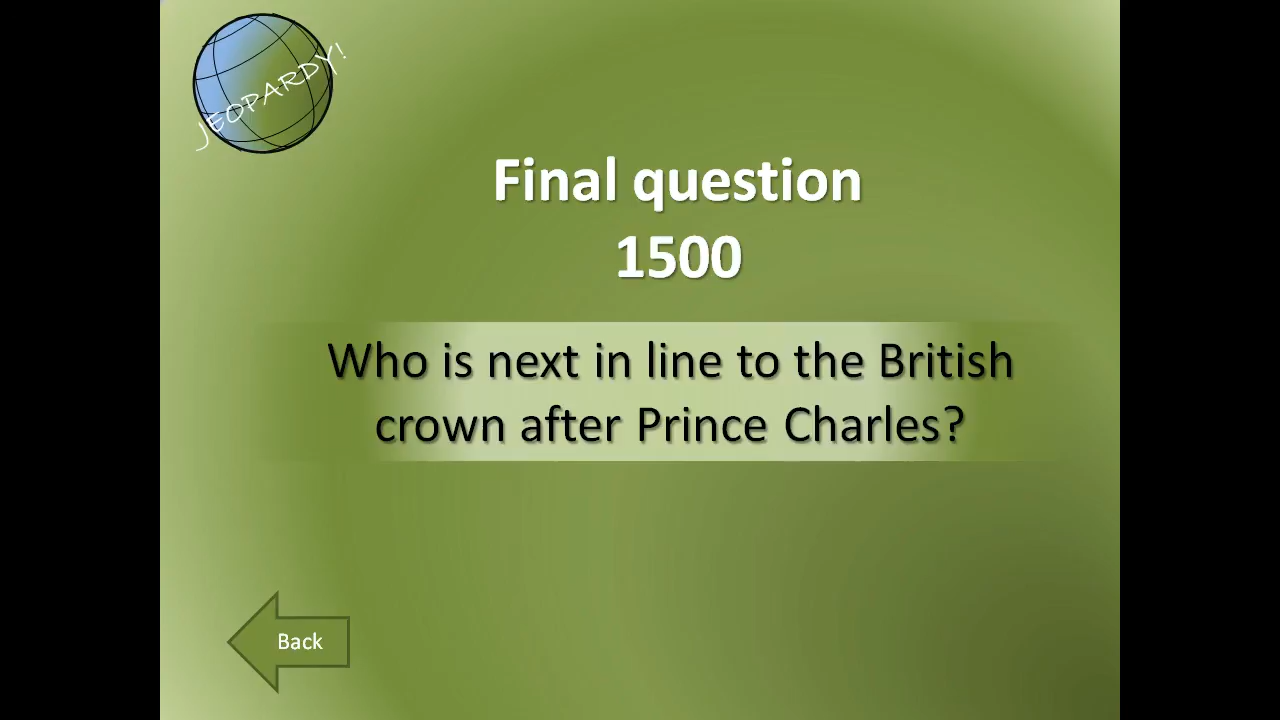 JEOPARDY!
Final question
1500
Who is next in line to the British
crown after Prince Charles?
Back